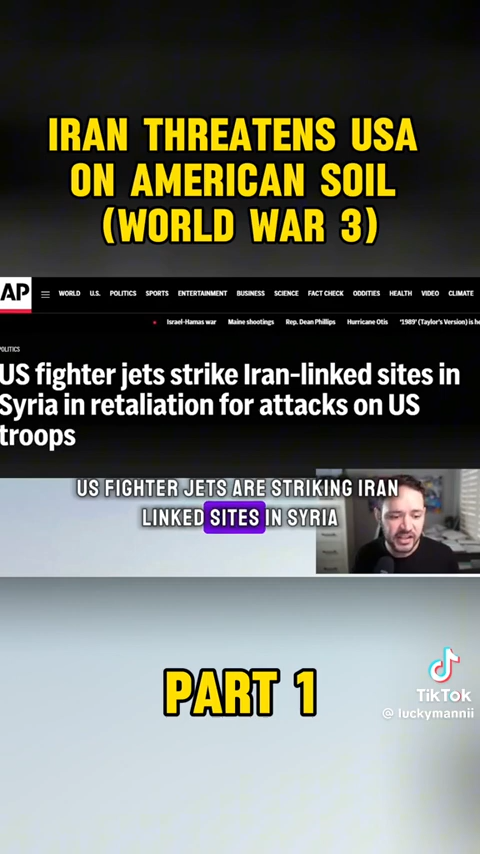 IRAN THREATENS USA
ON AMERICAN SOIL
(WORLD WAR 3)
AP
WORLD U.S. POLITICS SPORTS ENTERTAINMENT BUSINESS SCIENCE FACT CHECK ODDITIES HEALTH VIDEO CLIMATE
Israel-Hamas war Maine shootings Rep. Dean Phillips Hurricane Otis '1989' (Taylor's Version) is he
POLITICS
US fighter jets strike Iran-linked sites in
Syria in retaliation for attacks on US
troops
US FIGHTER JETS ARE STRIKING IRAN
LINKED SITES IN SYRIA
PART 1
TikTok
@ luckymannii